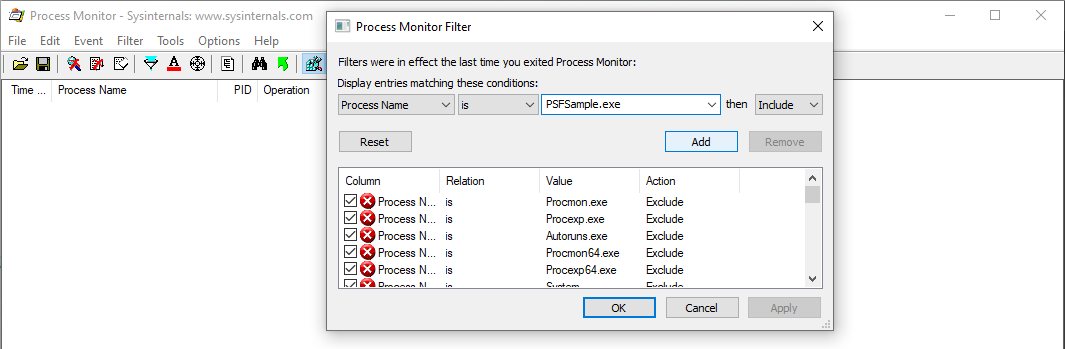 Process Monitor - Sysinternals: www.sysinternals.com
File Edit Event Filter Tools Options Help
Time ... Process Name PID Operation
Process Monitor Filter
Filters were in effect the last time you exited Process Monitor:
Display entries matching these conditions:
Process Name is PSFSample.exe then Include
Reset Add Remove
Column Relation Value Action
Process N... is Procmon.exe Exclude
Process N... is Procexp.exe Exclude
Process N... is Autoruns.exe Exclude
Process N... is Procmon64.exe Exclude
Process N... is Procexp64.exe Exclude
Process N... is System Exclude
OK Cancel Apply